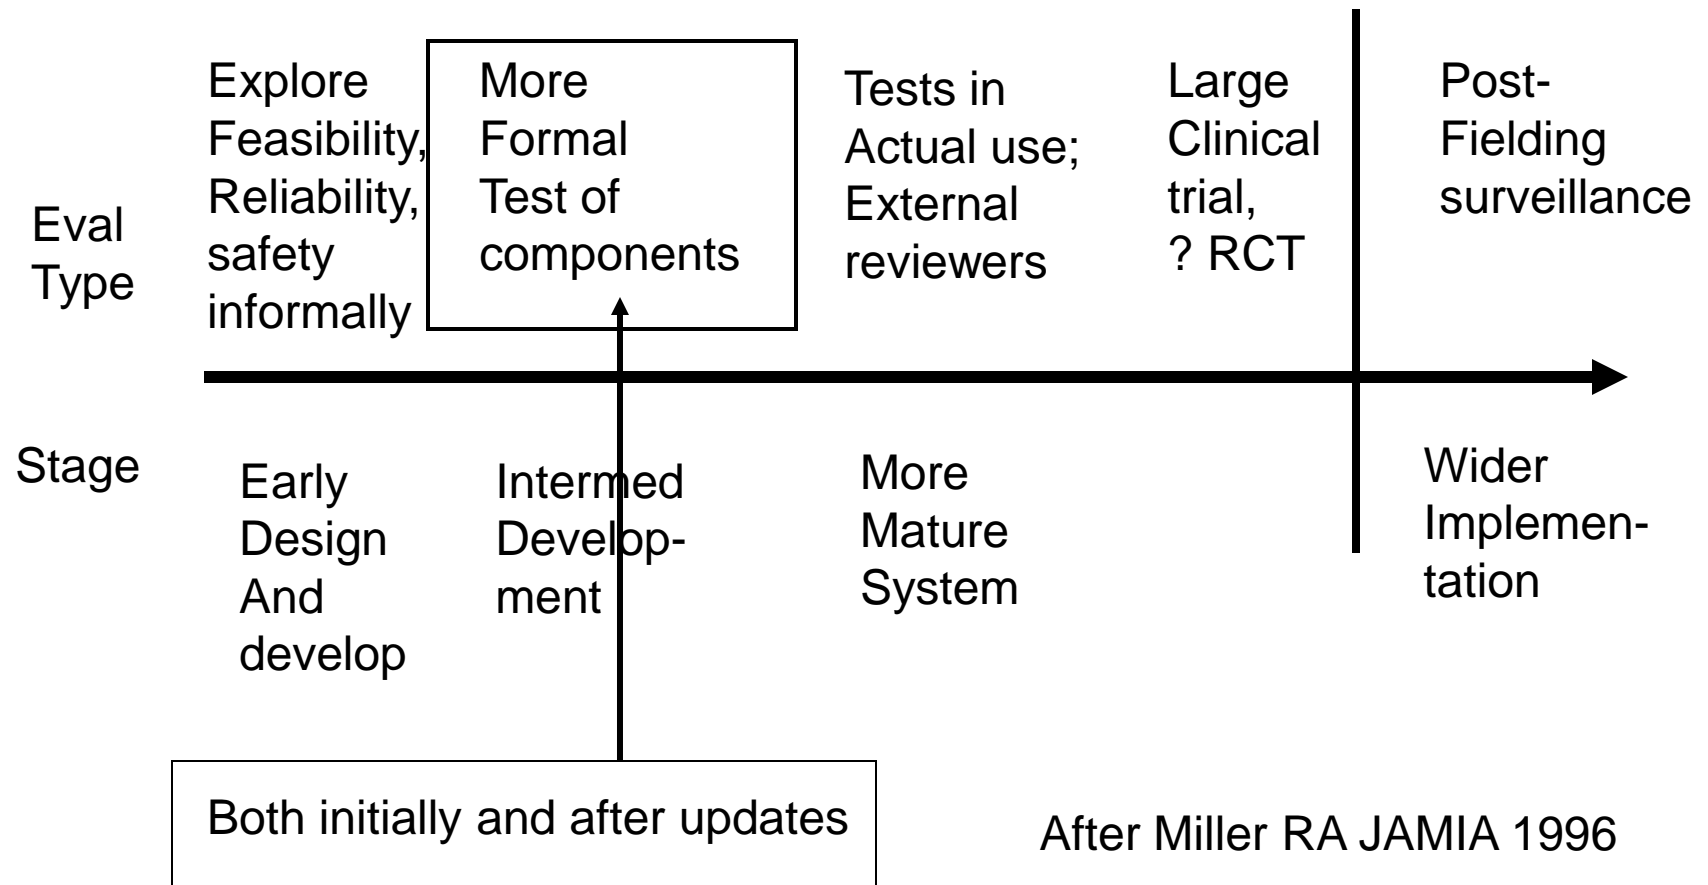 Eval
Type
Explore
Feasibility,
Reliability,
safety
informally
More
Formal
Test of
components
Tests in
Actual use;
External
reviewers
Large
Clinical
trial,
? RCT
Post-
Fielding
surveillance
Stage
Early
Design
And
develop
Intermed
Develop-
ment
More
Mature
System
Wider
Implemen-
tation
Both initially and after updates
After Miller RA JAMIA 1996